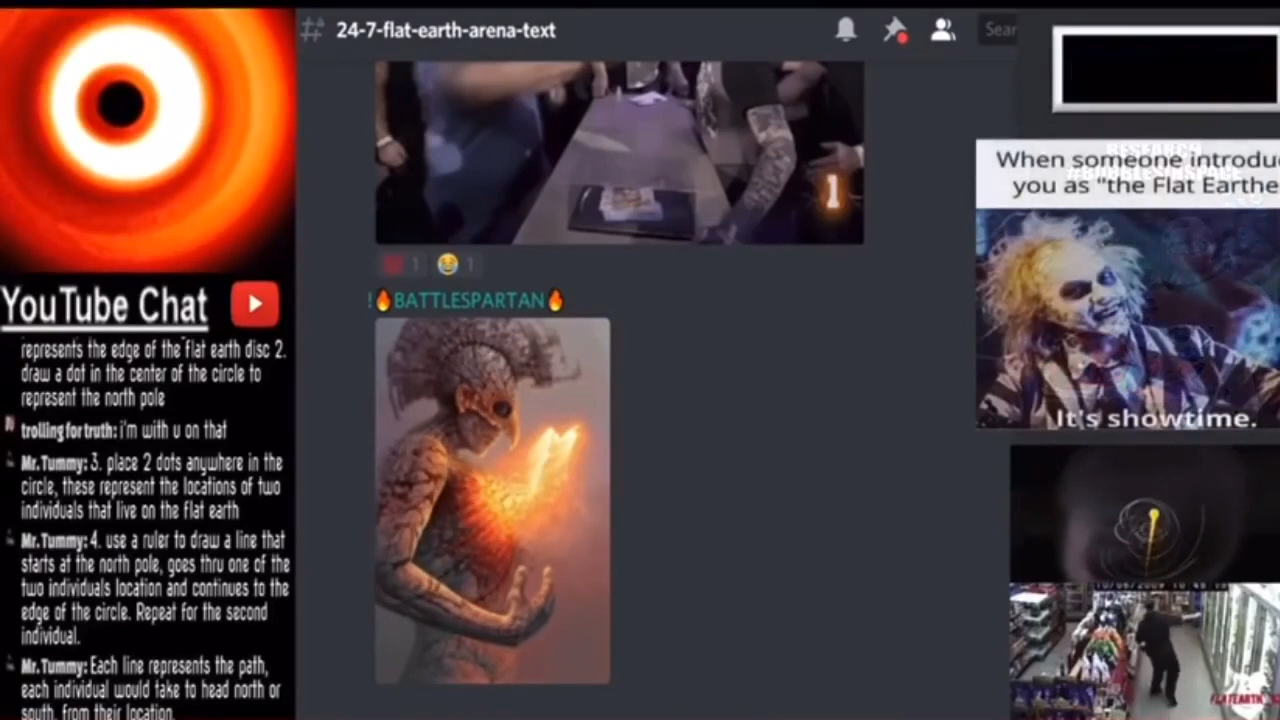 24-7-flat-earth-arena-text
Sear
1
1
1
!🔥BATTLESPARTAN🔥
YouTube Chat
represents the edge of the flat earth disc 2.
draw a dot in the center of the circle to
represent the north pole
trolling for truth: i'm with u on that
Mr.Tummy: 3. place 2 dots anywhere in the
circle, these represent the locations of two
individuals that live on the flat earth
Mr.Tummy: 4. use a ruler to draw a line that
starts at the north pole, goes thru one of the
two individuals location and continues to the
edge of the circle. Repeat for the second
individual.
Mr.Tummy: Each line represents the path,
each individual would take to head north or
south, from their location.
RESEARCH
When someone introdu
you as "the Flat Earthe
It's showtime.